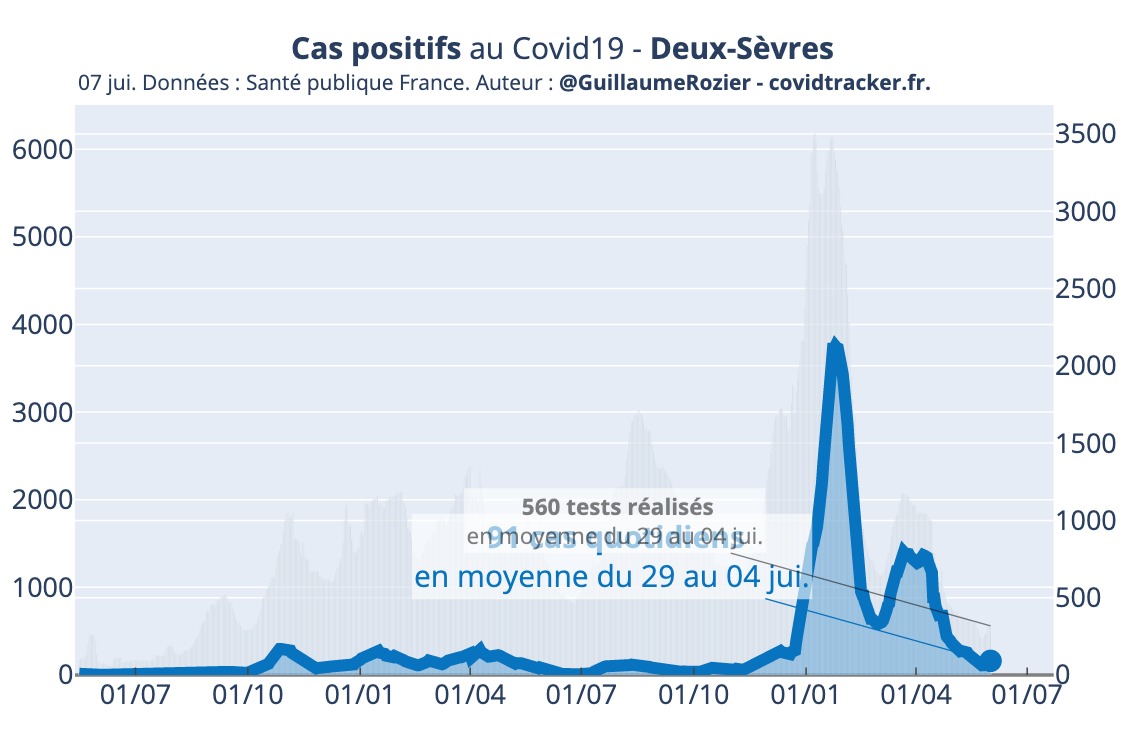 Cas positifs au Covid19 - Deux-Sèvres
07 jui. Données : Santé publique France. Auteur : @GuillaumeRozier - covidtracker.fr.
6000
5000
4000
3000
2000
1000
0
3500
3000
2500
2000
1500
1000
500
0
560 tests réalisés
en moyenne du 29 au 04 jui.
91 cas quotidiens
en moyenne du 29 au 04 jui.
01/07 01/10 01/01 01/04 01/07 01/10 01/01 01/04 01/07